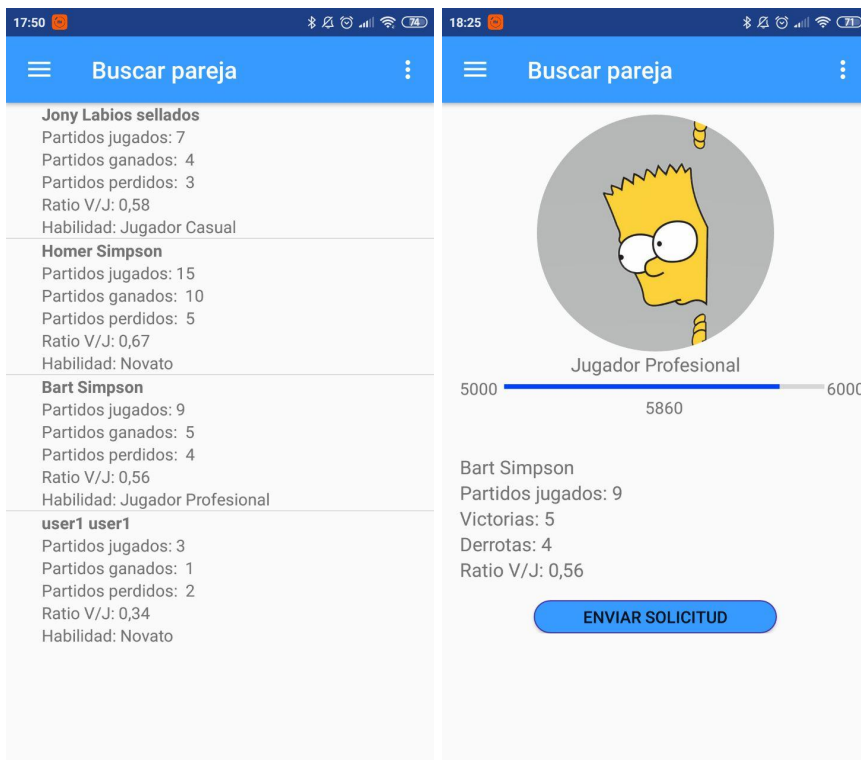 17:50
74
Buscar pareja
Jony Labios sellados
Partidos jugados: 7
Partidos ganados: 4
Partidos perdidos: 3
Ratio V/J: 0,58
Habilidad: Jugador Casual
Homer Simpson
Partidos jugados: 15
Partidos ganados: 10
Partidos perdidos: 5
Ratio V/J: 0,67
Habilidad: Novato
Bart Simpson
Partidos jugados: 9
Partidos ganados: 5
Partidos perdidos: 4
Ratio V/J: 0,56
Habilidad: Jugador Profesional
user1 user1
Partidos jugados: 3
Partidos ganados: 1
Partidos perdidos: 2
Ratio V/J: 0,34
Habilidad: Novato
18:25
71
Buscar pareja
Jugador Profesional
5000
6000
5860
Bart Simpson
Partidos jugados: 9
Victorias: 5
Derrotas: 4
Ratio V/J: 0,56
ENVIAR SOLICITUD